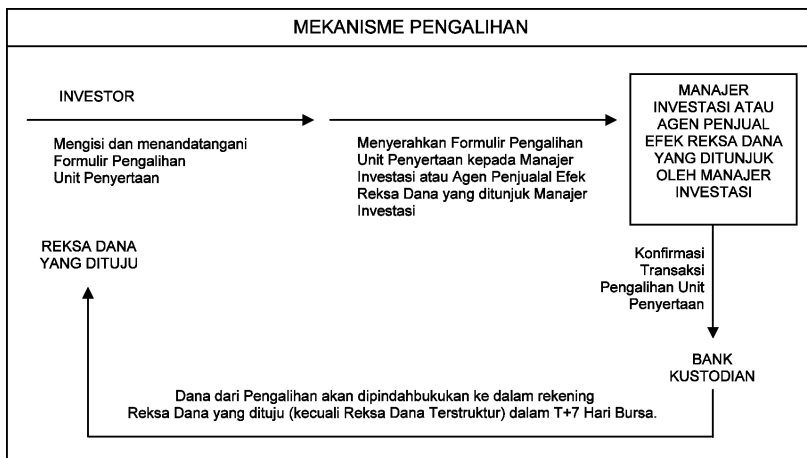 MEKANISME PENGALIHAN
INVESTOR
Mengisi dan menandatangani
Formulir Pengalihan
Unit Penyertaan
Menyerahkan Formulir Pengalihan
Unit Penyertaan kepada Manajer
Investasi atau Agen Penjualal Efek
Reksa Dana yang ditunjuk Manajer
Investasi
MANAJER
INVESTASI ATAU
AGEN PENJUAL
EFEK REKSA DANA
YANG DITUNJUK
OLEH MANAJER
INVESTASI
Konfirmasi
Transaksi
Pengalihan Unit
Penyertaan
BANK
KUSTODIAN
Dana dari Pengalihan akan dipindahbukukan ke dalam rekening
Reksa Dana yang dituju (kecuali Reksa Dana Terstruktur) dalam T+7 Hari Bursa.
REKSA DANA
YANG DITUJU